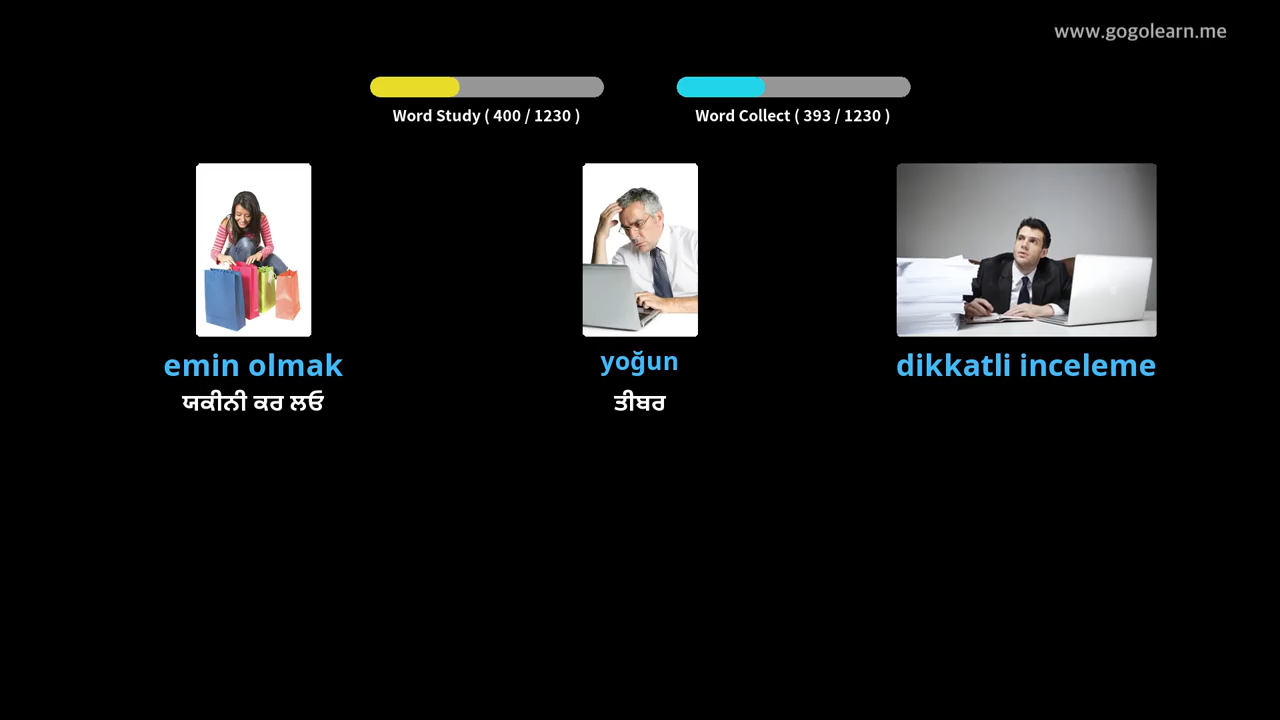 www.gogolearn.me
Word Study ( 400 / 1230 )
Word Collect ( 393 / 1230 )
emin olmak
ਯਕੀਨੀ ਕਰ ਲਓ
yoğun
ਤੀਬਰ
dikkatli inceleme